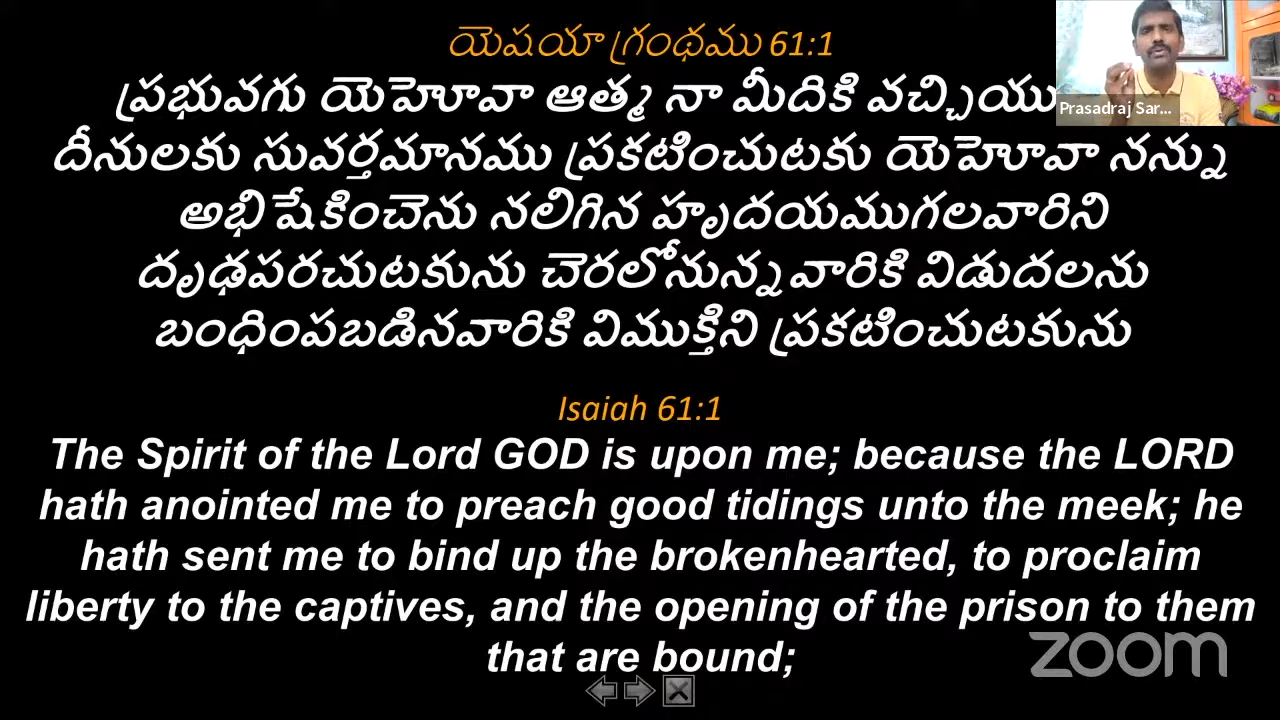 యెషయా గ్రంథము 61:1
ప్రభువగు యెహెూవా ఆత్మ నా మీదికి వచ్చియు
దీనులకు సువర్తమానము ప్రకటించుటకు యెహెూవా నన్ను
అభిషేకించెను నలిగిన హృదయముగలవారిని
దృఢపరచుటకును చెరలోనున్నవారికి విడుదలను
బంధింపబడినవారికి విముక్తిని ప్రకటించుటకును
Isaiah 61:1
The Spirit of the Lord GOD is upon me; because the LORD
hath anointed me to preach good tidings unto the meek; he
hath sent me to bind up the brokenhearted, to proclaim
liberty to the captives, and the opening of the prison to them
that are bound;
Prasadraj Sar...
zoom